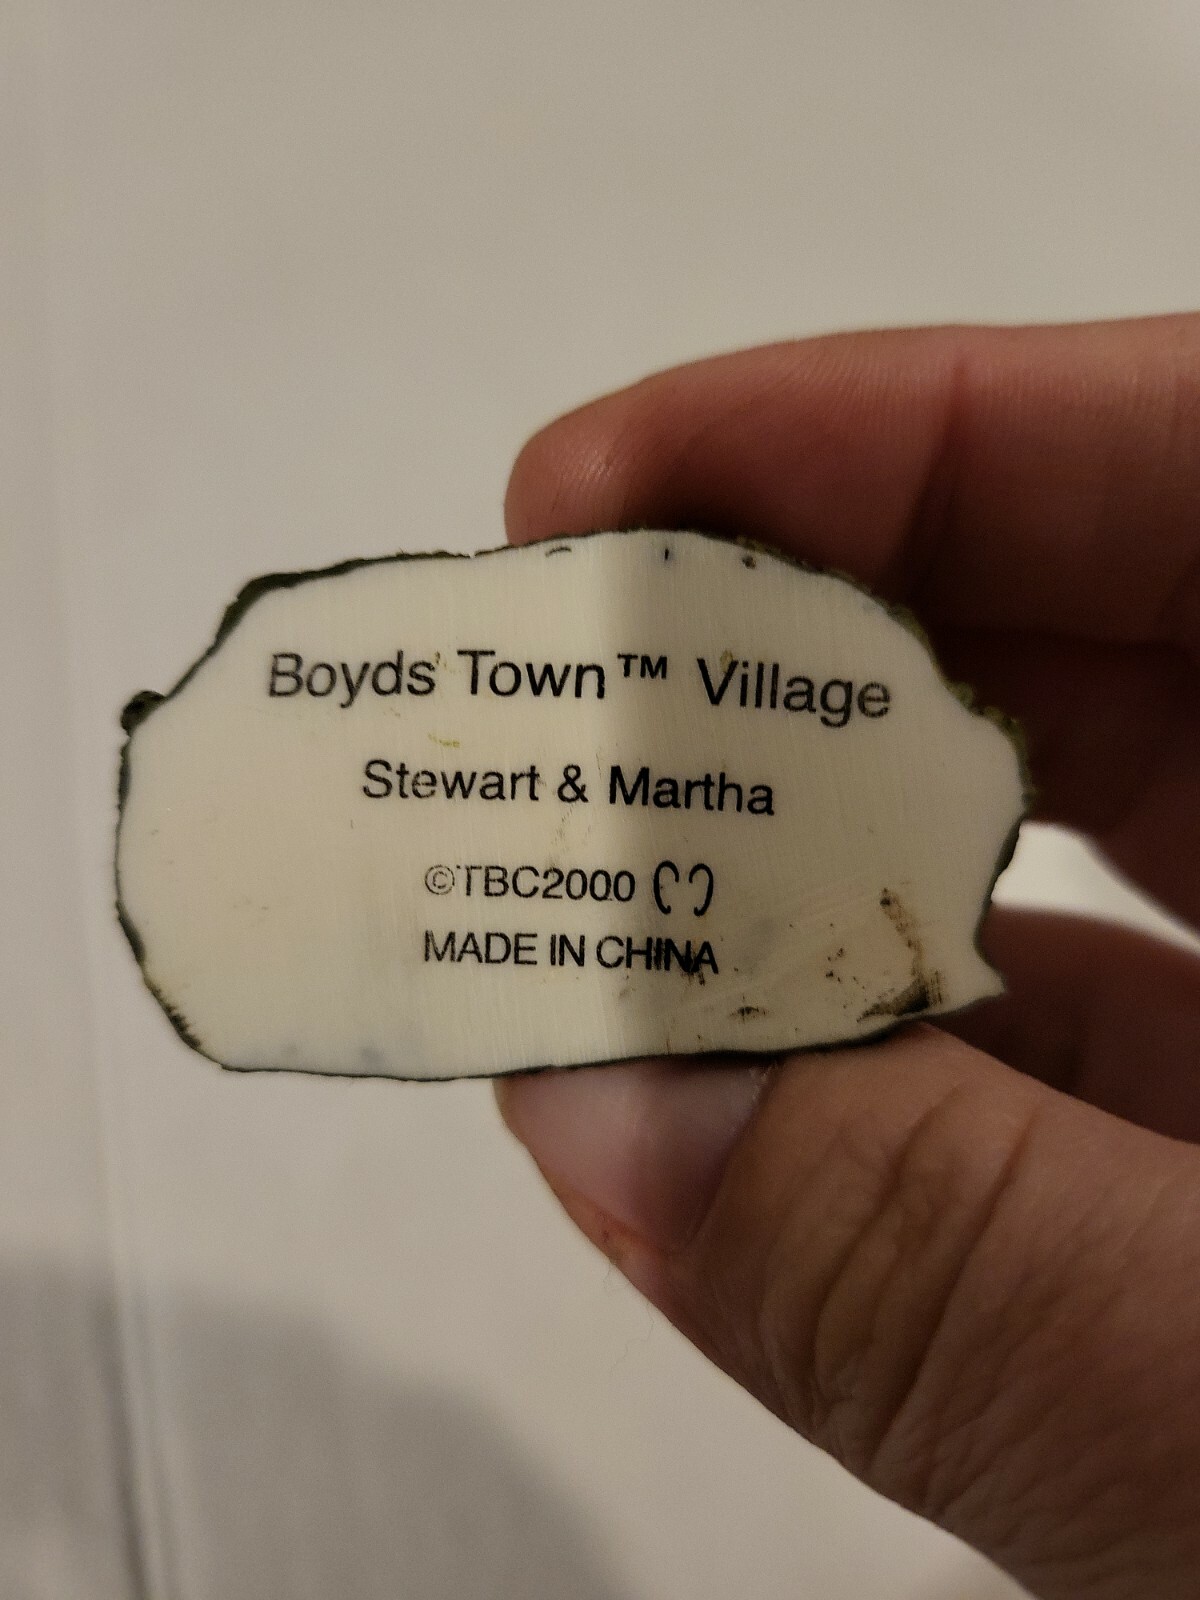 Boyds Town™ Village
Stewart & Martha
©TBC2000
MADE IN CHINA